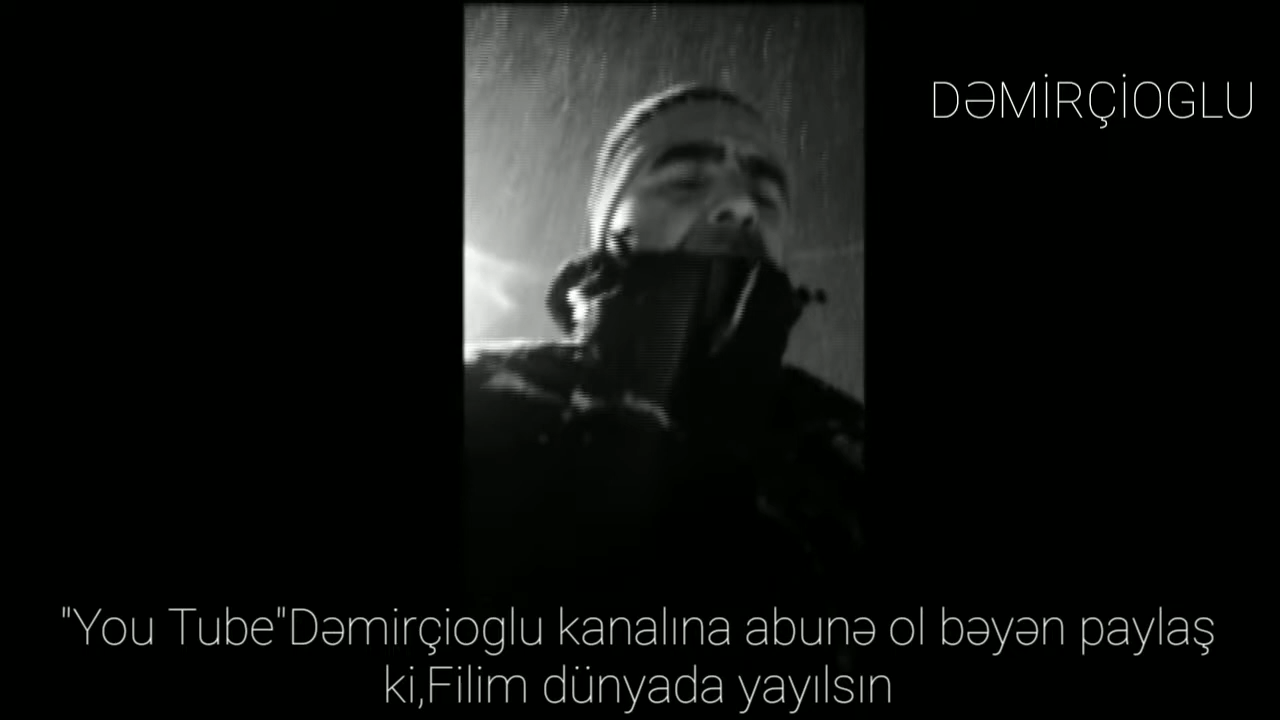 DƏMİRÇİOGLU
"You Tube"Dəmirçioglu kanalına abunə ol bəyən paylaş
ki,Filim dünyada yayılsın